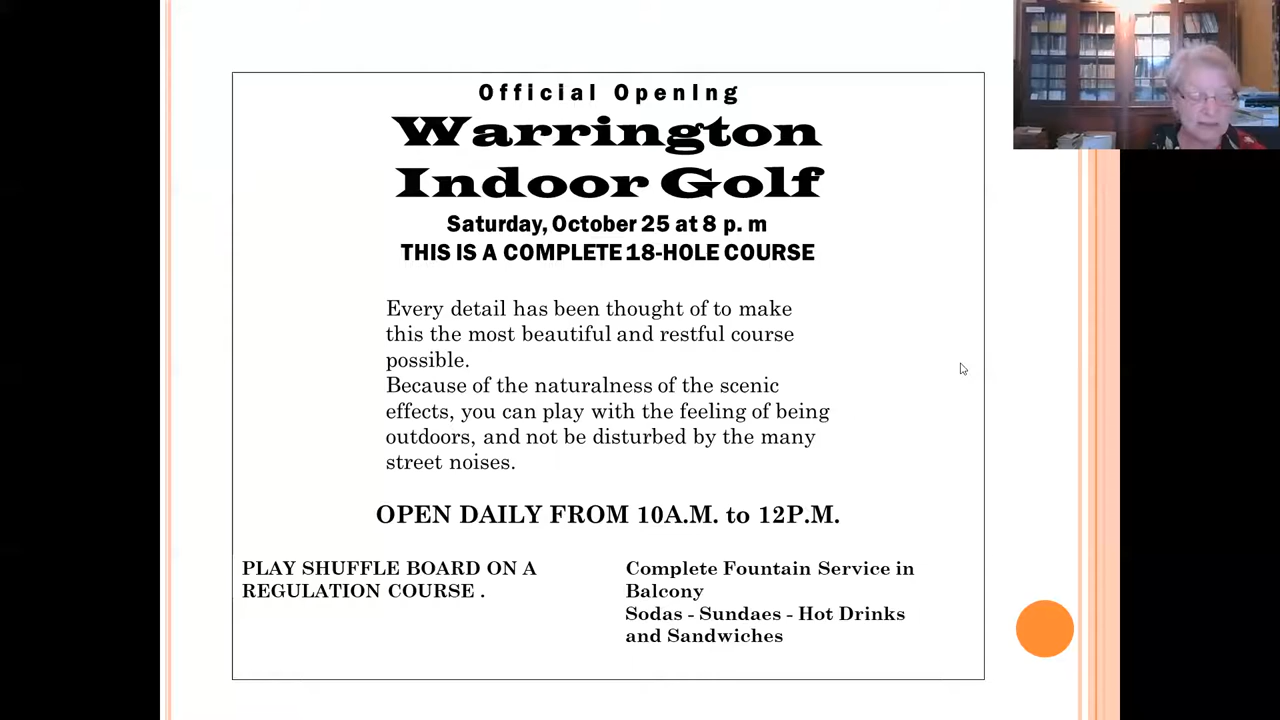 Official Opening
Warrington
Indoor Golf
Saturday, October 25 at 8 p. m
THIS IS A COMPLETE 18-HOLE COURSE
Every detail has been thought of to make
this the most beautiful and restful course
possible.
Because of the naturalness of the scenic
effects, you can play with the feeling of being
outdoors, and not be disturbed by the many
street noises.
OPEN DAILY FROM 10A.M. to 12P.M.
PLAY SHUFFLE BOARD ON A
REGULATION COURSE .
Complete Fountain Service in
Balcony
Sodas - Sundaes - Hot Drinks
and Sandwiches